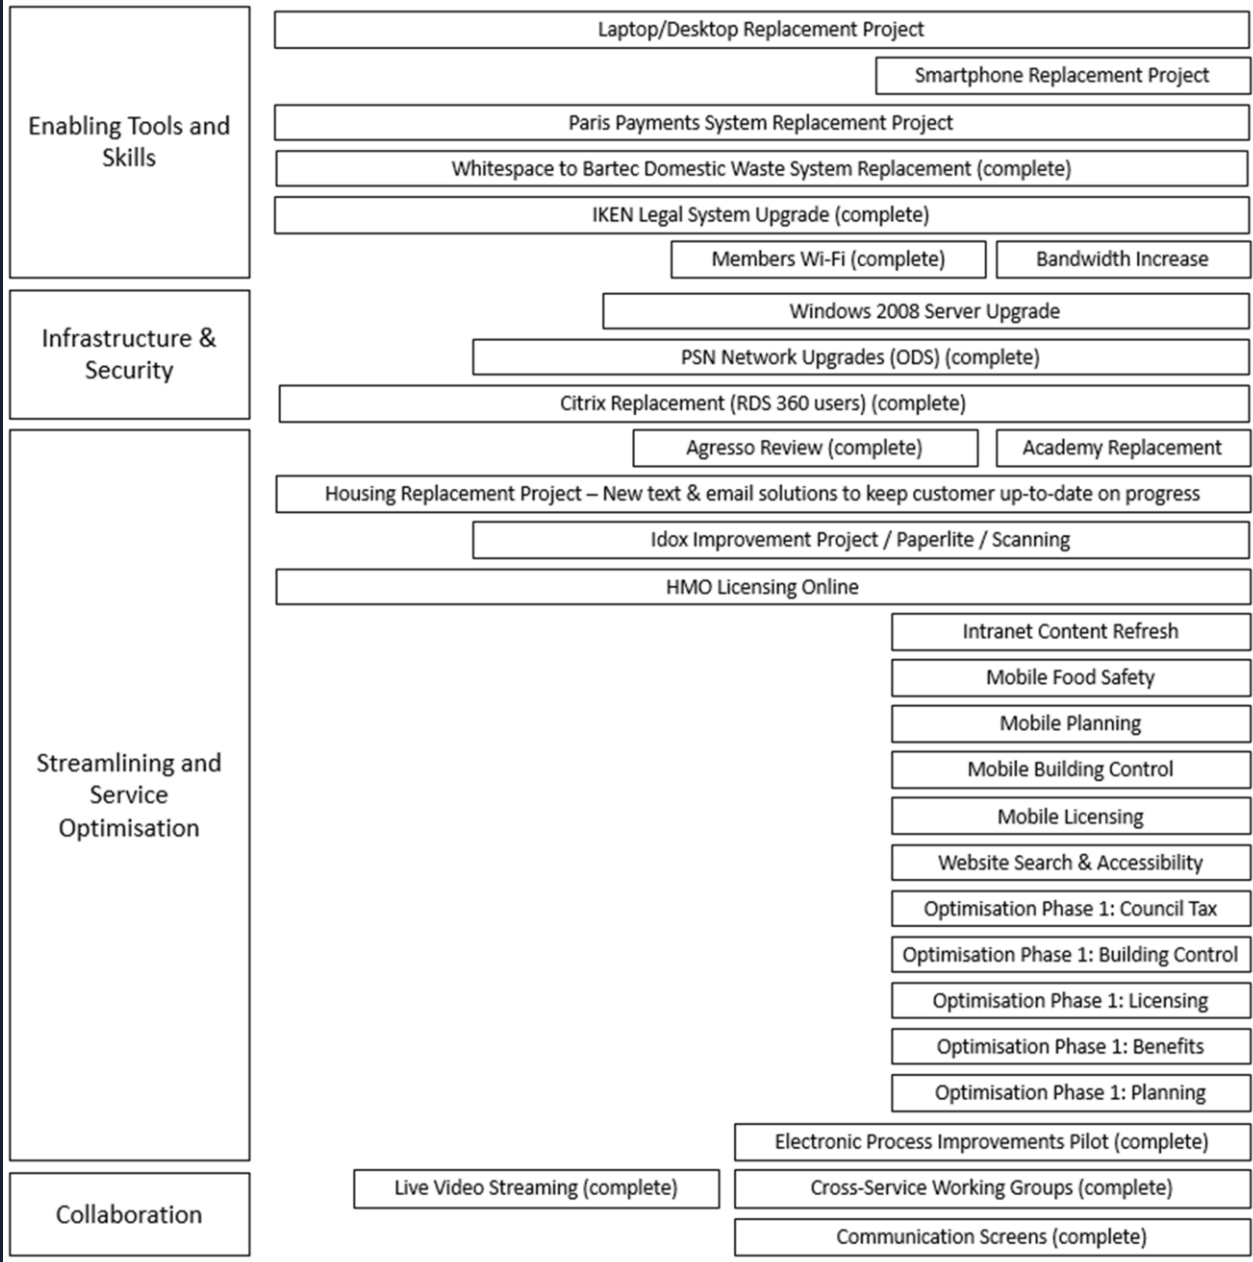 Enabling Tools and
Skills
Laptop/Desktop Replacement Project
Smartphone Replacement Project
Paris Payments System Replacement Project
Whitespace to Bartec Domestic Waste System Replacement (complete)
IKEN Legal System Upgrade (complete)
Members Wi-Fi (complete)
Bandwidth Increase
Infrastructure &
Security
Windows 2008 Server Upgrade
PSN Network Upgrades (ODS) (complete)
Citrix Replacement (RDS 360 users) (complete)
Streamlining and
Service
Optimisation
Agresso Review (complete)
Academy Replacement
Housing Replacement Project – New text & email solutions to keep customer up-to-date on progress
Idox Improvement Project / Paperlite / Scanning
HMO Licensing Online
Intranet Content Refresh
Mobile Food Safety
Mobile Planning
Mobile Building Control
Mobile Licensing
Website Search & Accessibility
Optimisation Phase 1: Council Tax
Optimisation Phase 1: Building Control
Optimisation Phase 1: Licensing
Optimisation Phase 1: Benefits
Optimisation Phase 1: Planning
Electronic Process Improvements Pilot (complete)
Collaboration
Live Video Streaming (complete)
Cross-Service Working Groups (complete)
Communication Screens (complete)